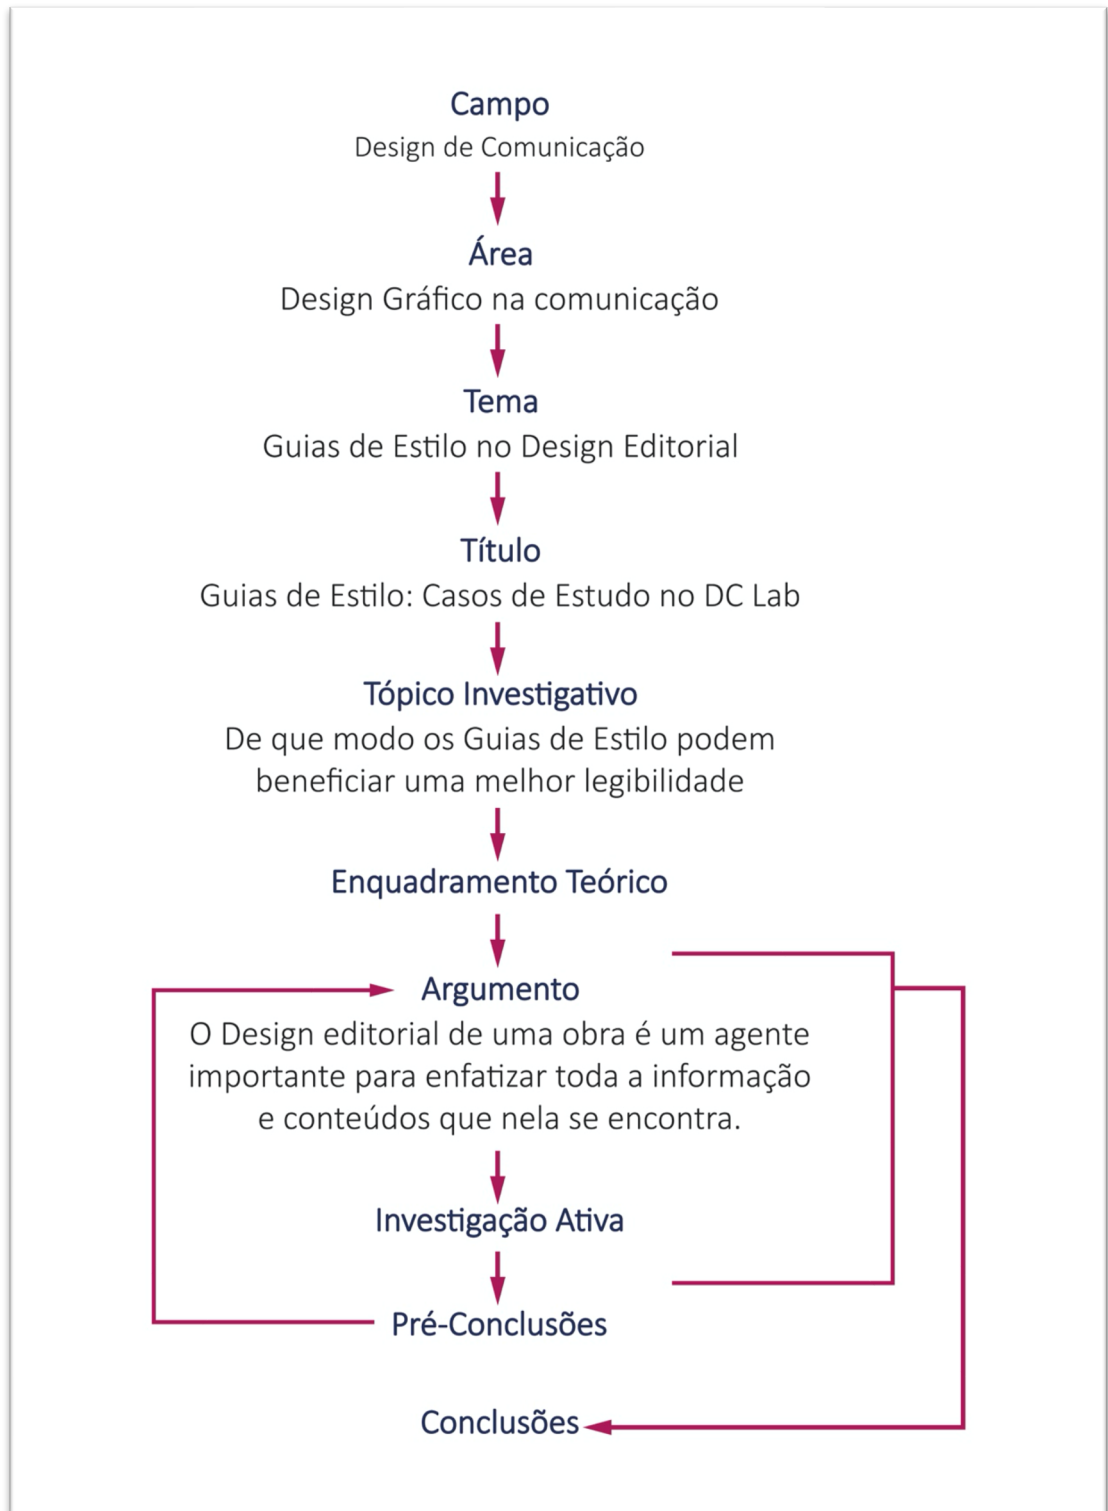 Campo
Design de Comunicação
Área
Design Gráfico na comunicação
Tema
Guias de Estilo no Design Editorial
Título
Guias de Estilo: Casos de Estudo no DC Lab
Tópico Investigativo
De que modo os Guias de Estilo podem
beneficiar uma melhor legibilidade
Enquadramento Teórico
Argumento
O Design editorial de uma obra é um agente
importante para enfatizar toda a informação
e conteúdos que nela se encontra.
Investigação Ativa
Pré-Conclusões
Conclusões